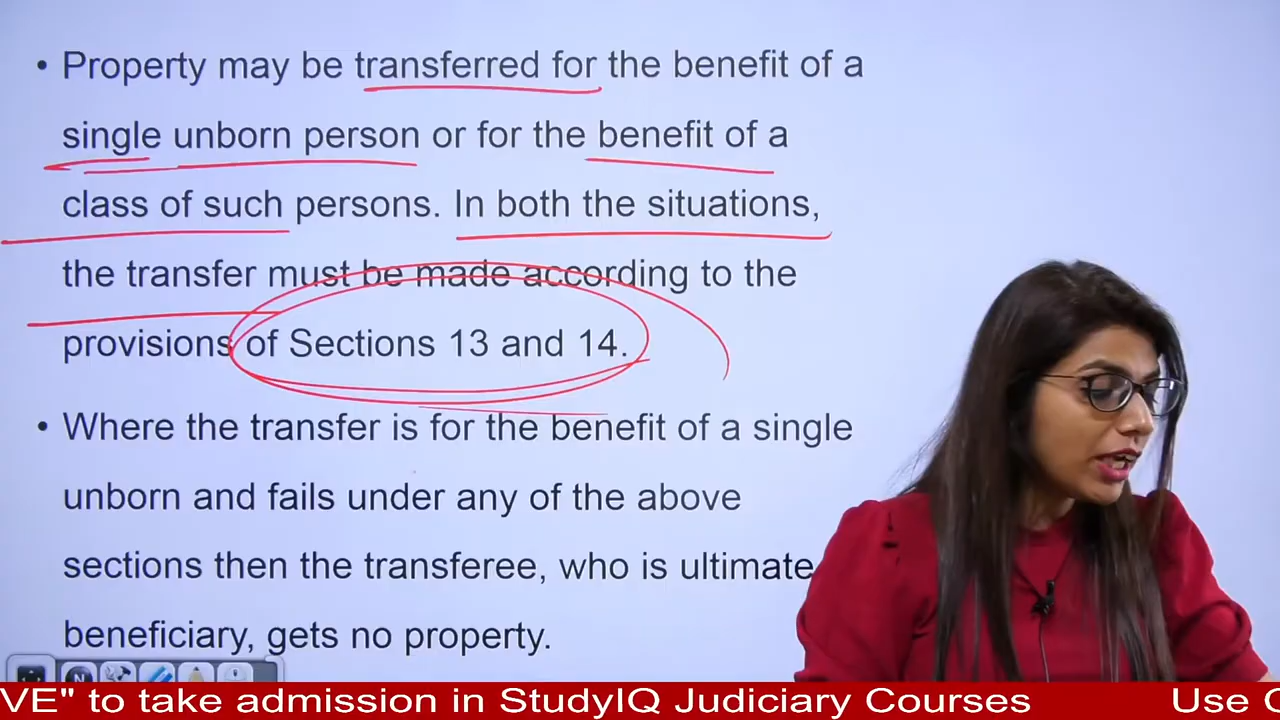 • Property may be transferred for the benefit of a
single unborn person or for the benefit of a
class of such persons. In both the situations,
the transfer must be made according to the
provisions of Sections 13 and 14.
• Where the transfer is for the benefit of a single
unborn and fails under any of the above
sections then the transferee, who is ultimate
beneficiary, gets no property.
VE" to take admission in StudyIQ Judiciary Courses Use